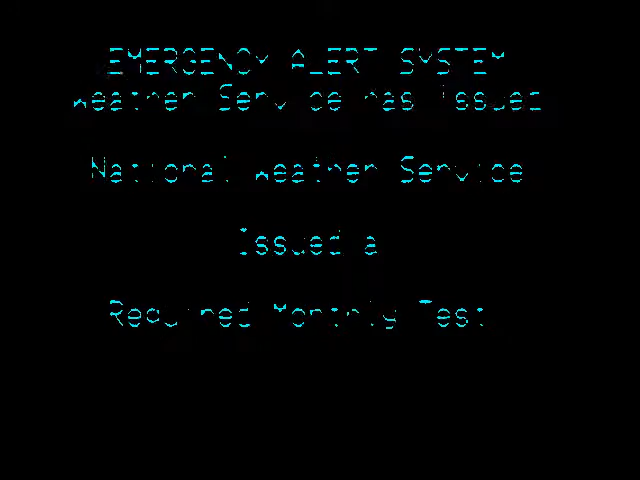 EMERGENCY ALERT SYSTEM
Weather Service has issued
National Weather Service
Issued a
Required Monthly Test